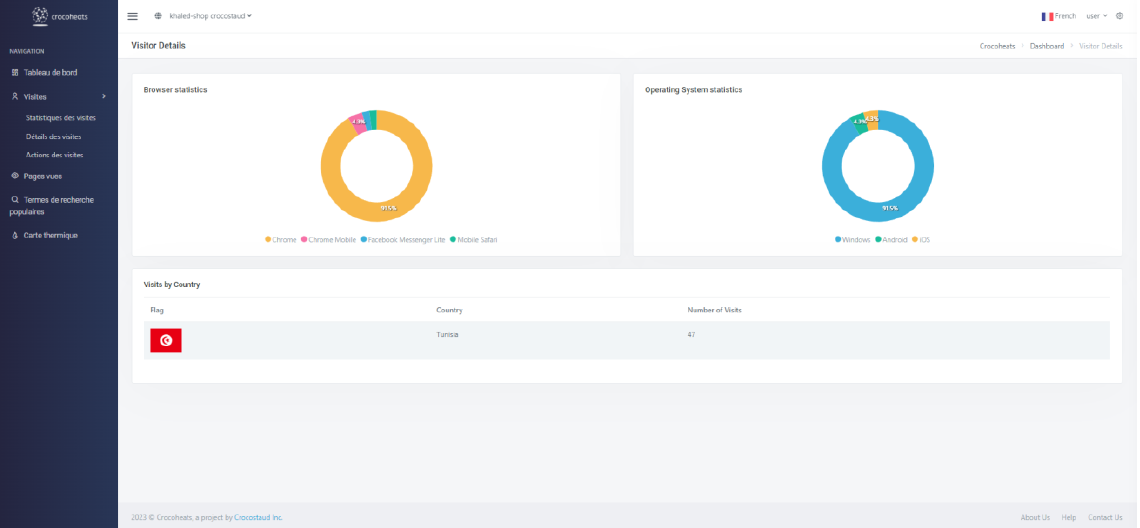 crocoheats
khaled-shop crocostaud
French
user
NAVIGATION
Visitor Details
Crocoheats > Dashboard > Visitor Details
Tableau de bord
Visites
Statistiques des visites
Détails des visites
Actions des visites
Pages vues
Termes de recherche
populaires
Carte thermique
Browser statistics
4.3%
91.5%
Chrome
Chrome Mobile
Facebook Messenger Lite
Mobile Safari
Operating System statistics
4.3%
4.3%
91.5%
Windows
Android
iOS
Visits by Country
Flag
Country
Number of Visits
Tunisia
47
2023 © Crocoheats, a project by Crocostaud Inc.
About Us
Help
Contact Us